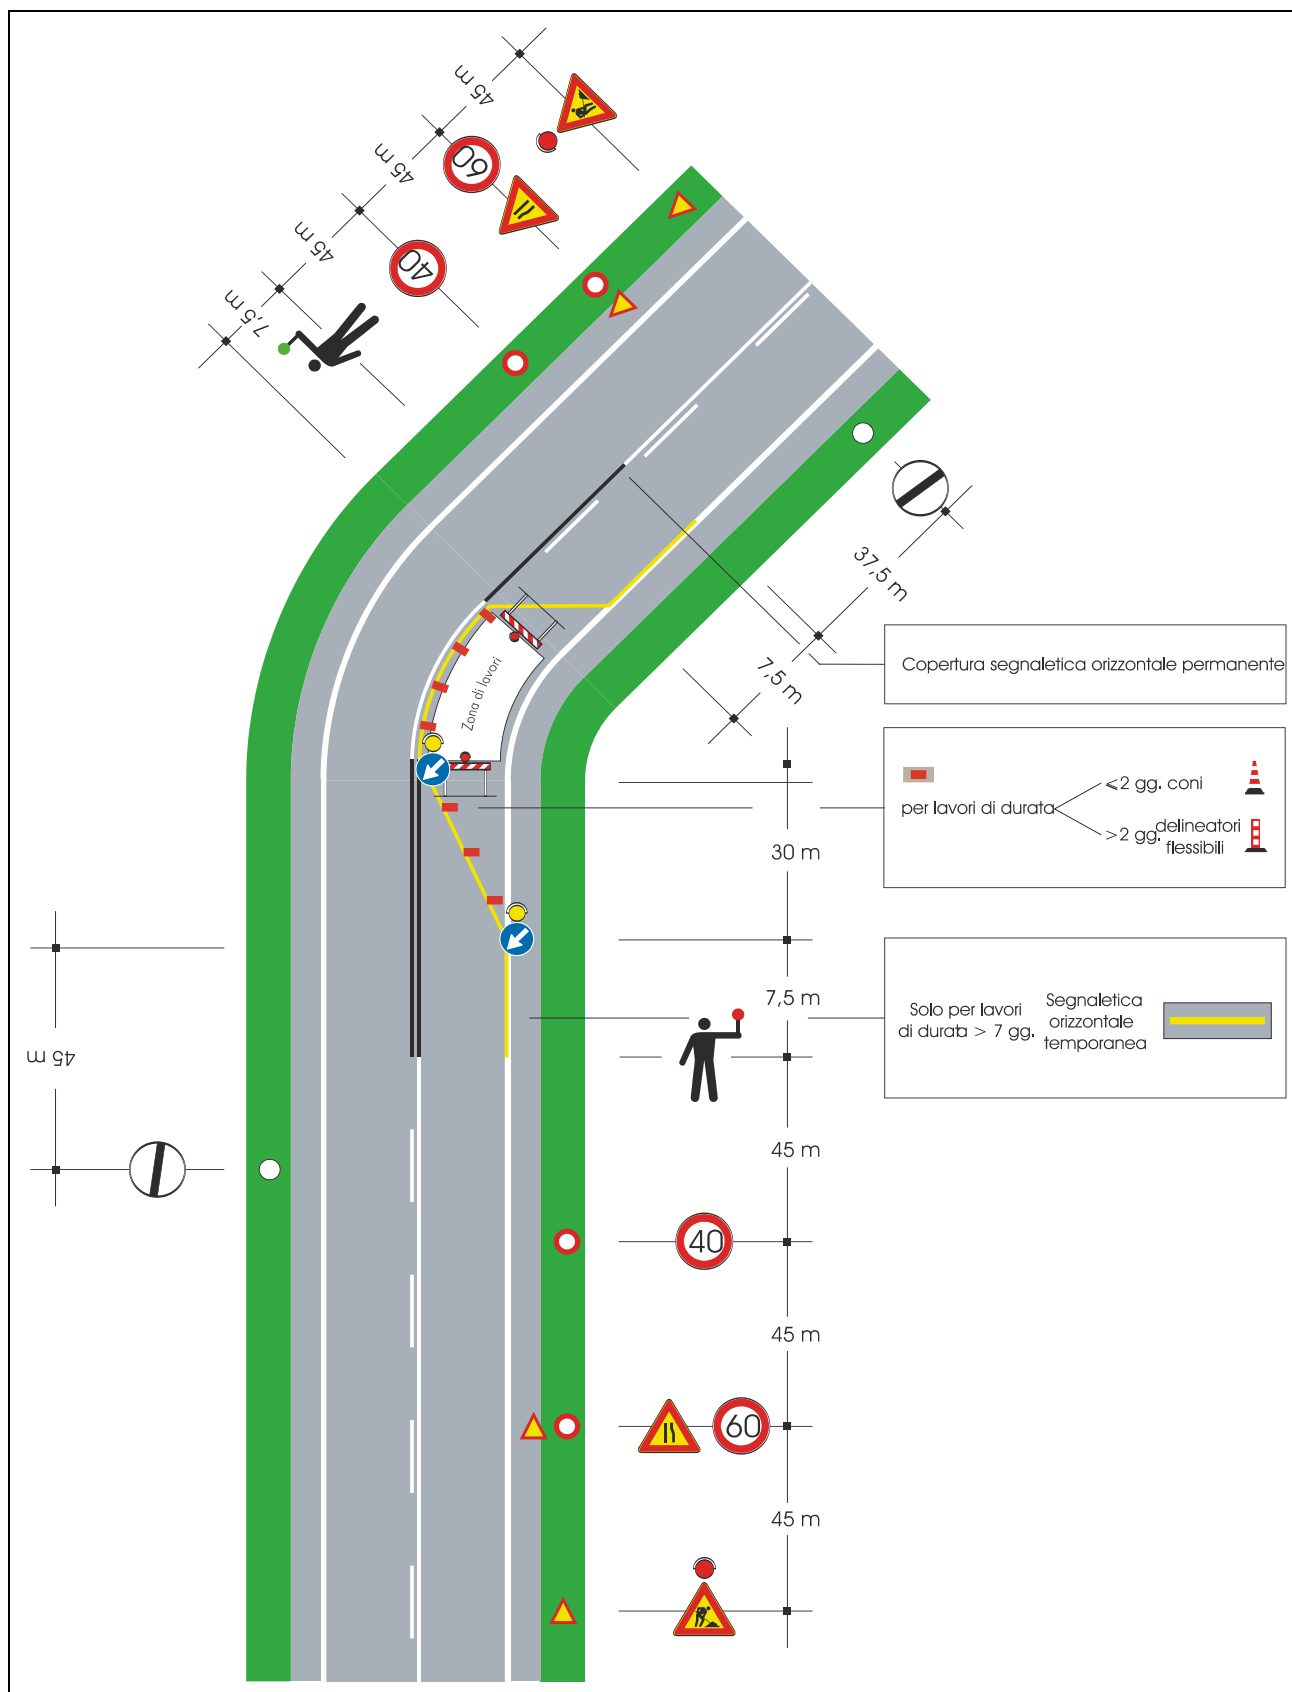 45 m
45 m
60
45 m
40
7,5 m
37,5 m
Copertura segnaletica orizzontale permanente
7,5 m
Zona di lavori
≤2 gg. coni
per lavori di durata
>2 gg. delineatori
flessibili
30 m
7,5 m
Solo per lavori
di durata > 7 gg.
Segnaletica
orizzontale
temporanea
45 m
45 m
40
45 m
60
45 m